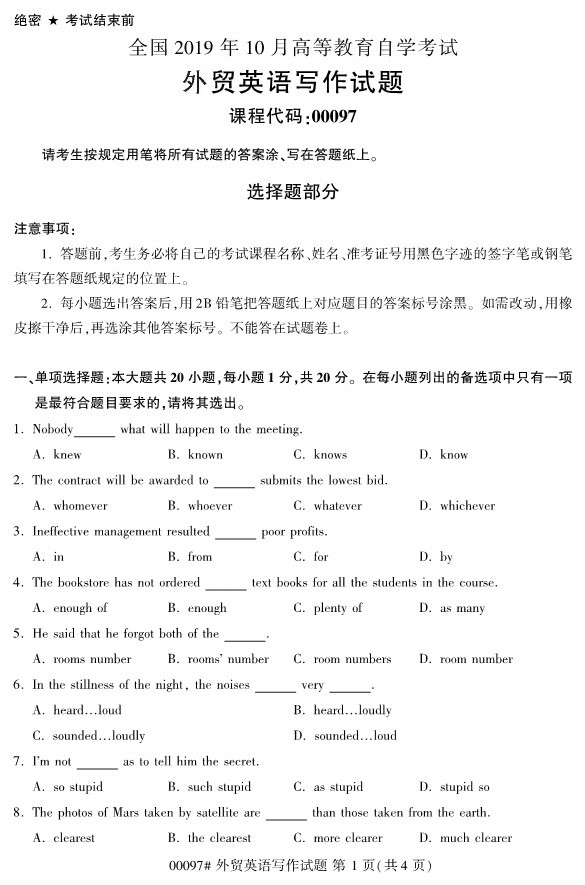 绝密 ★ 考试结束前
全国 2019 年 10 月高等教育自学考试
外贸英语写作试题
课程代码:00097
请考生按规定用笔将所有试题的答案涂、写在答题纸上。
选择题部分
注意事项:
1. 答题前,考生务必将自己的考试课程名称、姓名、准考证号用黑色字迹的签字笔或钢笔
填写在答题纸规定的位置上。
2. 每小题选出答案后,用 2B 铅笔把答题纸上对应题目的答案标号涂黑。如需改动,用橡
皮擦干净后,再选涂其他答案标号。不能答在试题卷上。
一、单项选择题:本大题共 20 小题,每小题 1 分,共 20 分。在每小题列出的备选项中只有一项
是最符合题目要求的,请将其选出。
1. Nobody______ what will happen to the meeting.
A. knew B. known C. knows D. know
2. The contract will be awarded to ______ submits the lowest bid.
A. whomever B. whoever C. whatever D. whichever
3. Ineffective management resulted ______ poor profits.
A. in B. from C. for D. by
4. The bookstore has not ordered ______ text books for all the students in the course.
A. enough of B. enough C. plenty of D. as many
5. He said that he forgot both of the ______.
A. rooms number B. rooms' number C. room numbers D. room number
6. In the stillness of the night, the noises ______ very ______.
A. heard…loud B. heard…loudly
C. sounded…loudly D. sounded…loud
7. I'm not ______ as to tell him the secret.
A. so stupid B. such stupid C. as stupid D. stupid so
8. The photos of Mars taken by satellite are ______ than those taken from the earth.
A. clearest B. the clearest C. more clearer D. much clearer
00097# 外贸英语写作试题 第 1 页(共 4 页)